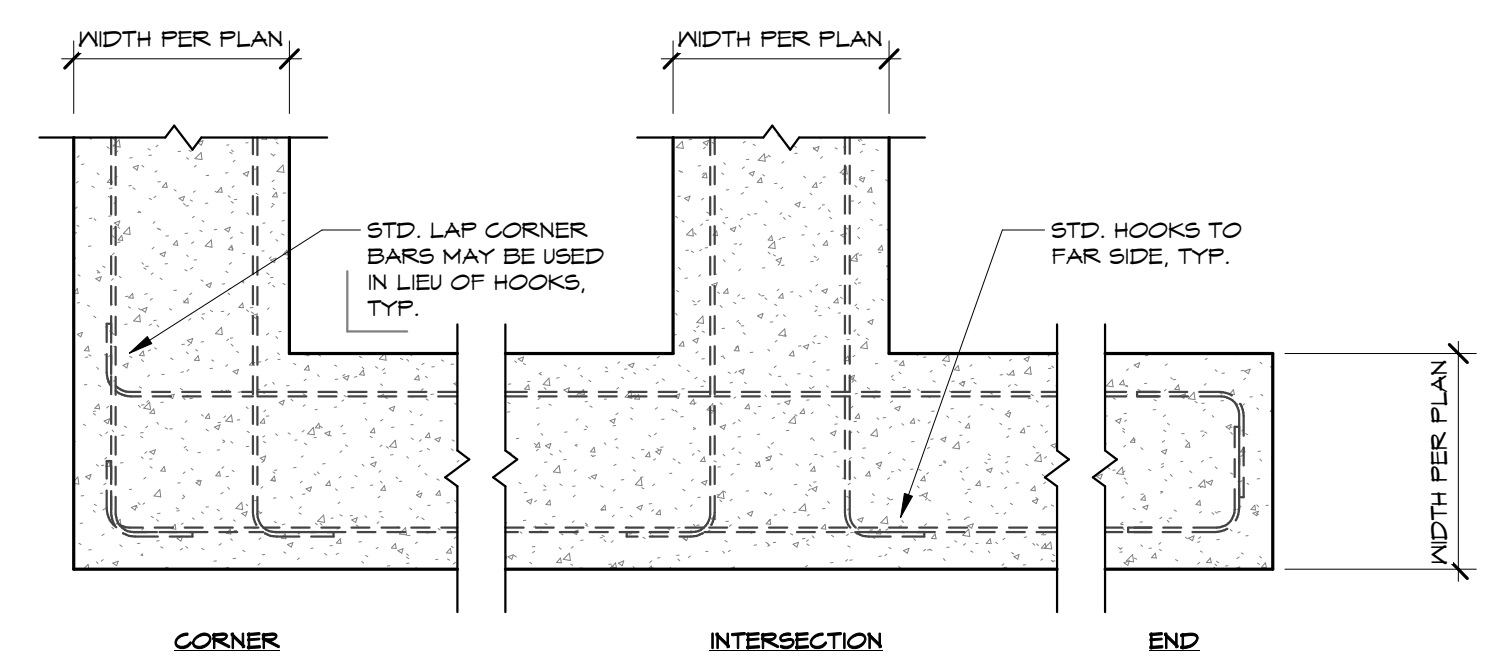 WIDTH PER PLAN
WIDTH PER PLAN
STD. LAP CORNER
BARS MAY BE USED
IN LIEU OF HOOKS,
TYP.
STD. HOOKS TO
FAR SIDE, TYP.
WIDTH PER PLAN
CORNER
INTERSECTION
END